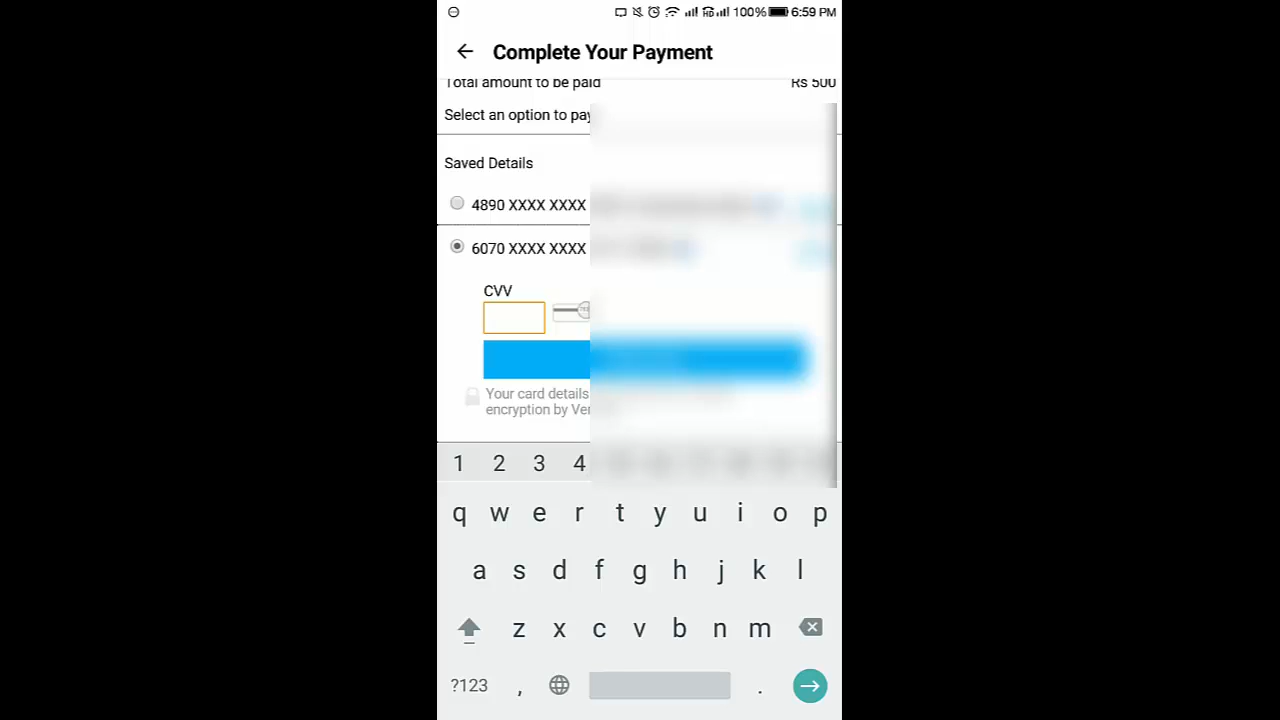 100% 6:59 PM
Complete Your Payment
Total amount to be paid Rs 500
Select an option to pay
Saved Details
4890 XXXX XXXX
6070 XXXX XXXX
CVV
Your card details
encryption by Ver
1 2 3 4
q w e r t y u i o p
a s d f g h j k l
z x c v b n m
?123 , .